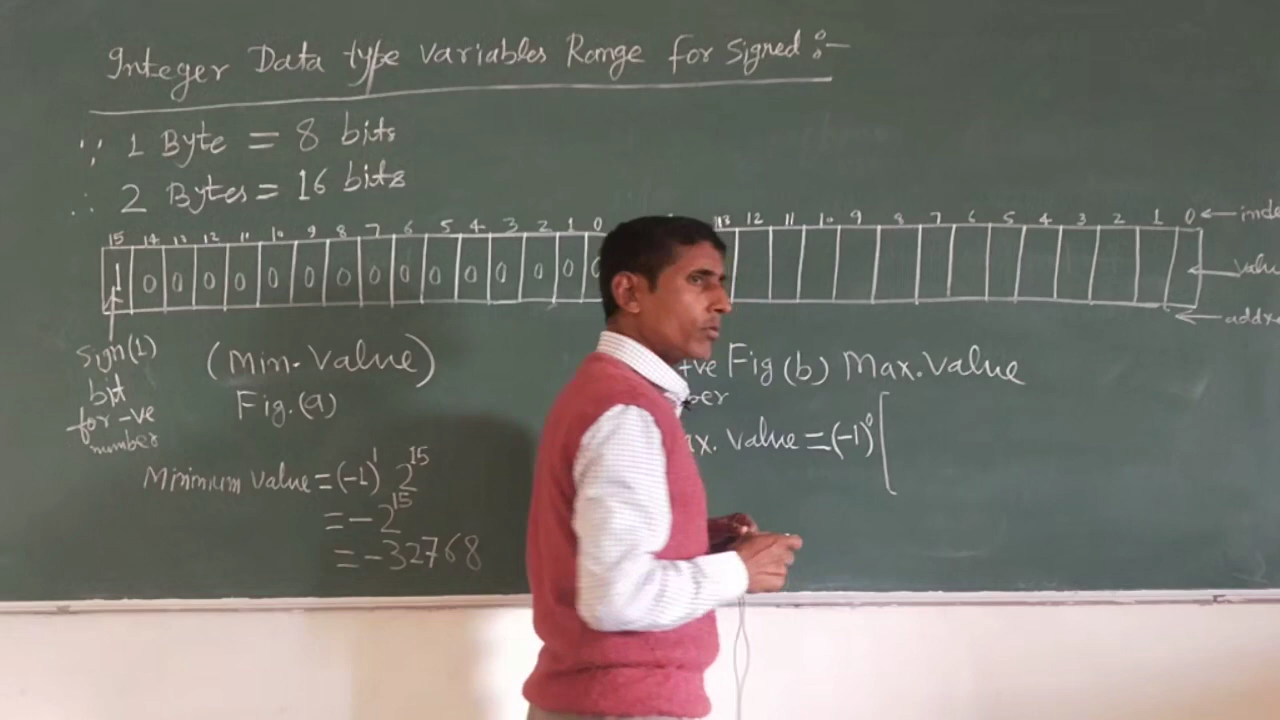 Integer Data type variables Range for Signed :-
∵ 1 Byte = 8 bits
∴ 2 Bytes = 16 bits
15 14 13 12 11 10 9 8 7 6 5 4 3 2 1 0
1 0 0 0 0 0 0 0 0 0 0 0 0 0 0 0
13 12 11 10 9 8 7 6 5 4 3 2 1 0 ←
←
←
sign(1)
bit
for -ve
number
(Min. Value)
Fig. (a)
Minimum value = (-1)¹ 2¹⁵
= - 2¹⁵
= - 32768
+ve Fig (b) Max. Value
value = (-1)⁰ [